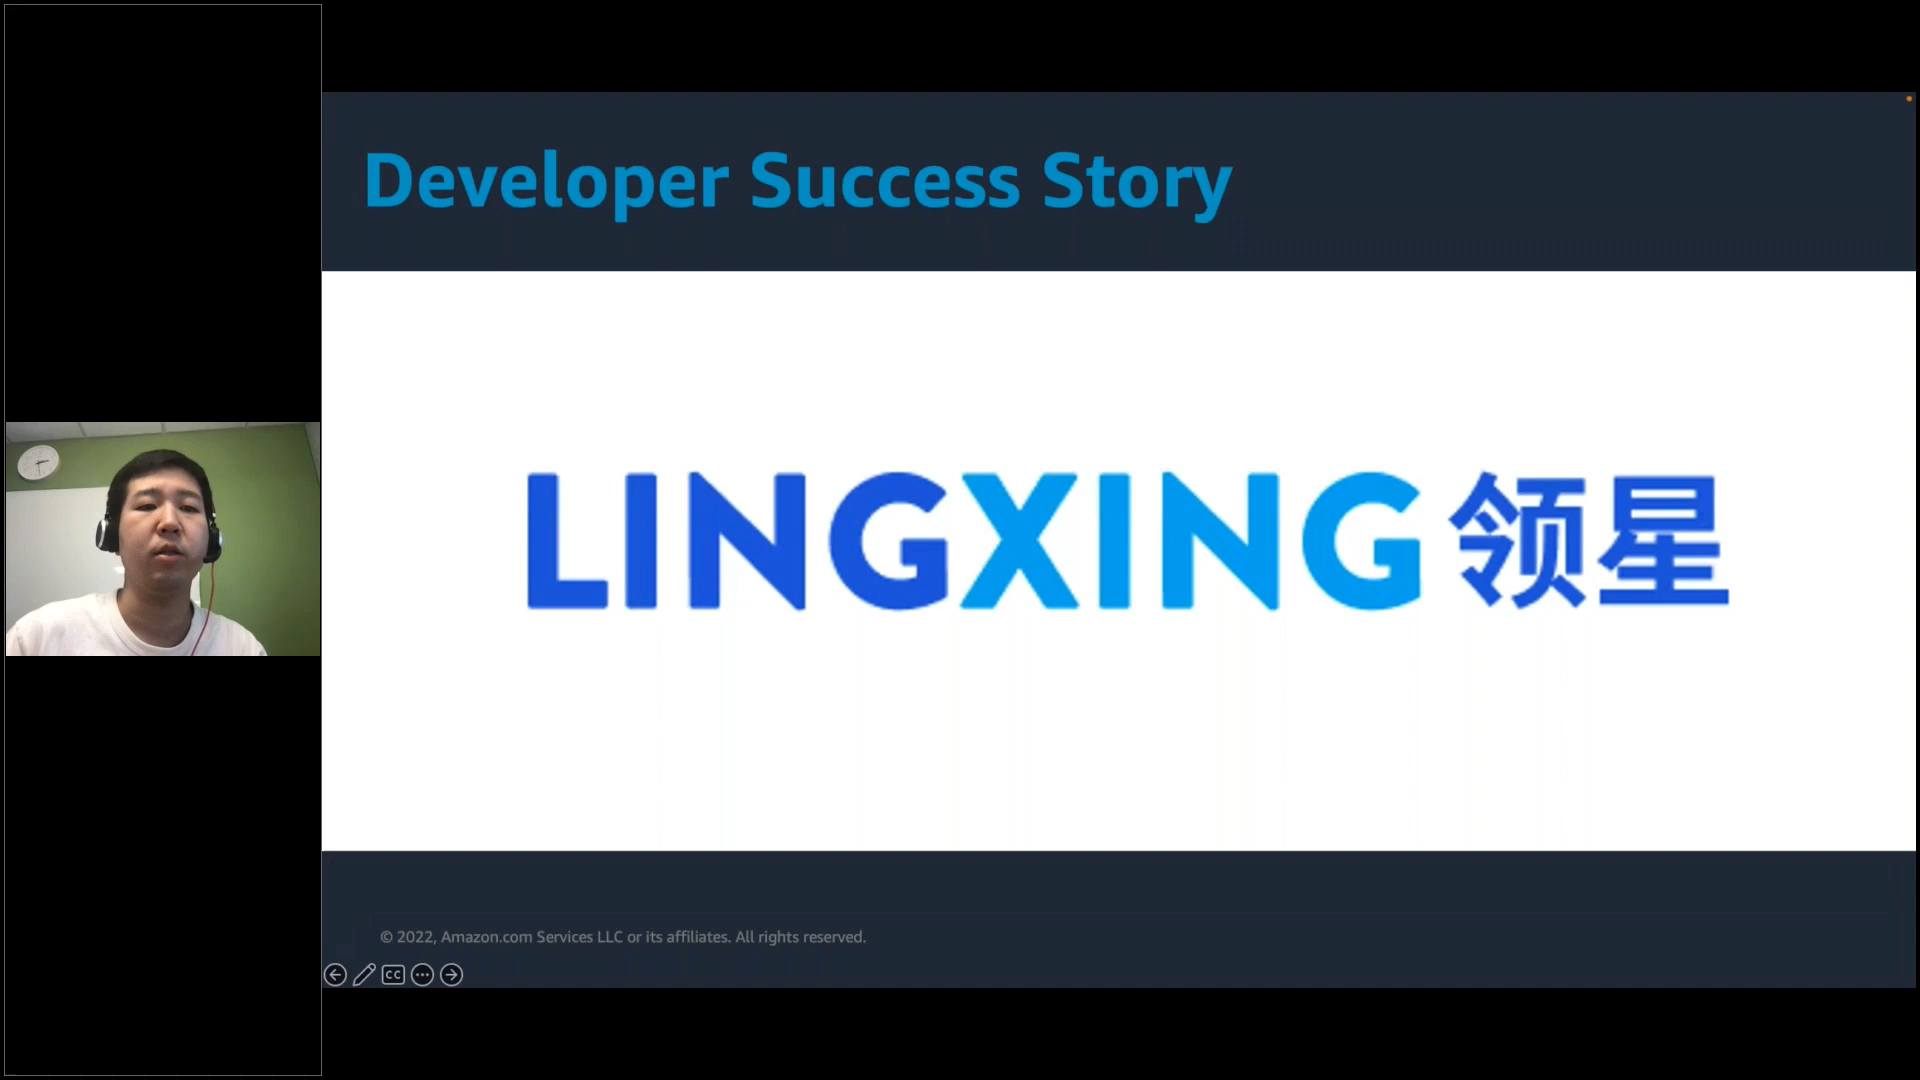 Developer Success Story
LINGXING 领星
© 2022, Amazon.com Services LLC or its affiliates. All rights reserved.
CC